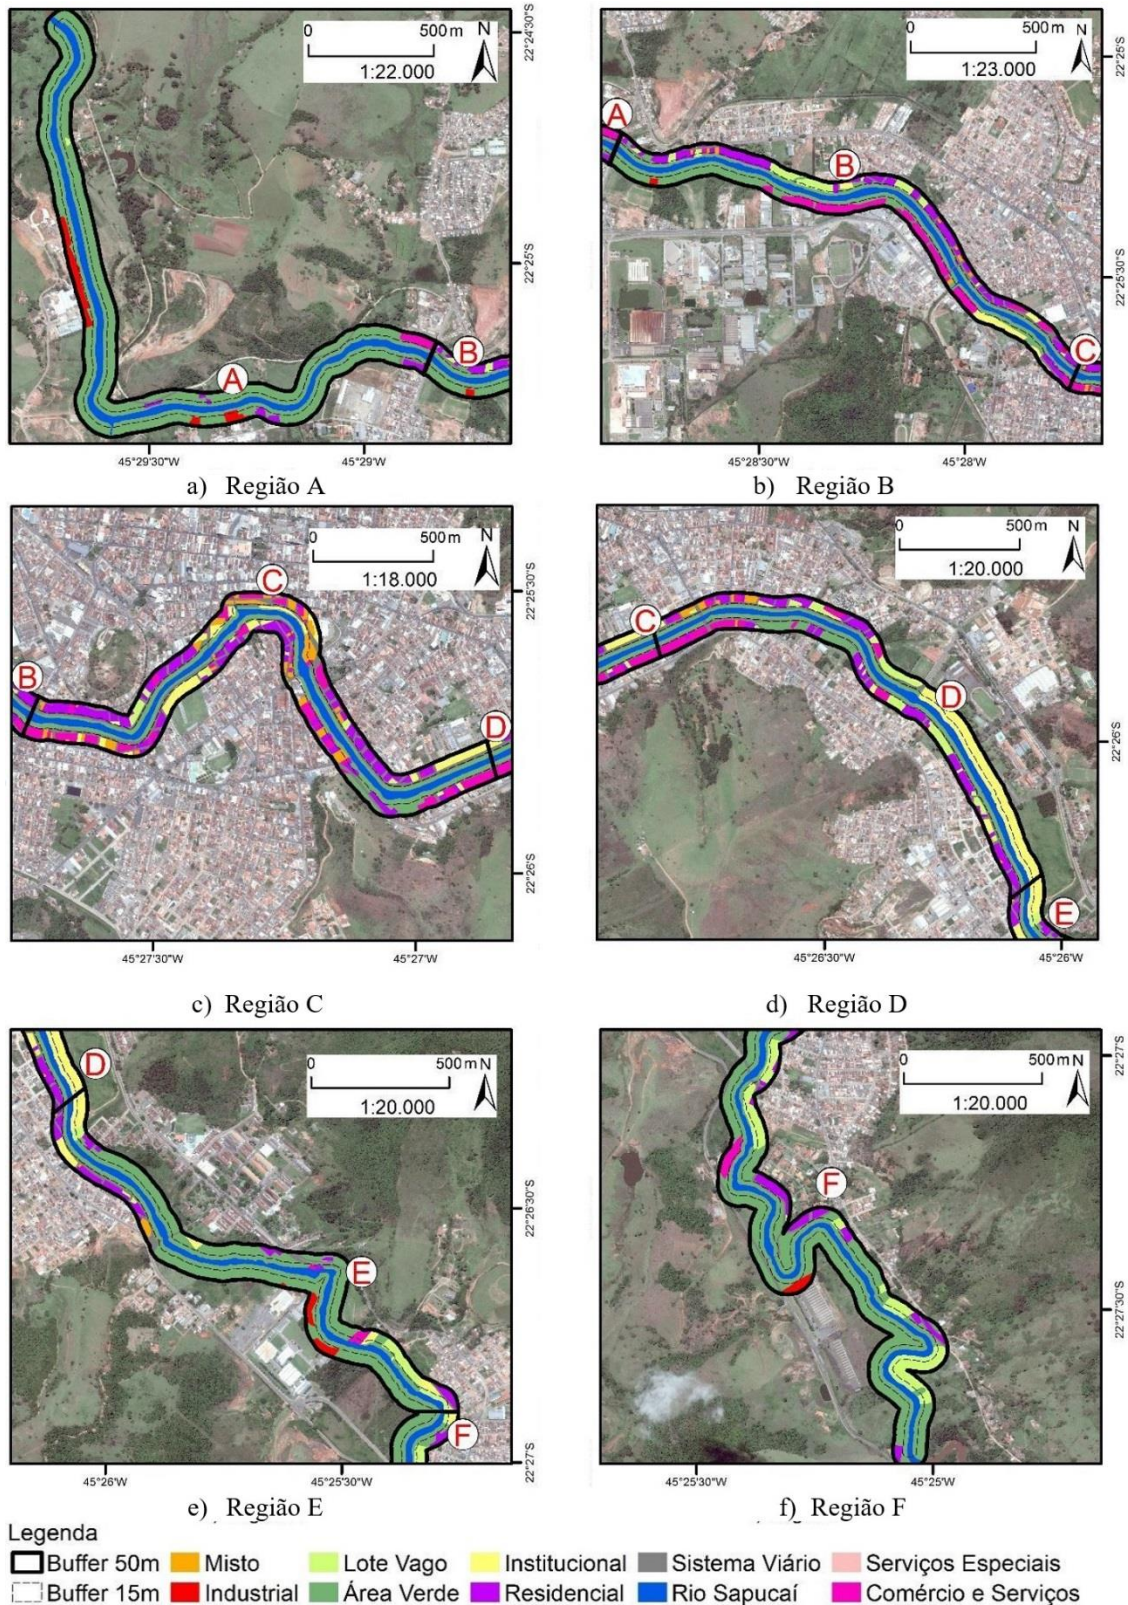 0 500 m N
1:22.000
22°24'30"S
22°25'S
A
B
45°29'30"W 45°29'W
a) Região A
0 500 m N
1:23.000
22°25'S
22°25'30"S
A
B
C
45°28'30"W 45°28'W
b) Região B
0 500 m N
1:18.000
22°25'30"S
22°26'S
B
C
D
45°27'30"W 45°27'W
c) Região C
0 500 m N
1:20.000
22°26'S
C
D
E
45°26'30"W 45°26'W
d) Região D
0 500 m N
1:20.000
22°26'30"S
22°27'S
D
E
F
45°26'W 45°25'30"W
e) Região E
0 500 m N
1:20.000
22°27'S
22°27'30"S
F
45°25'30"W 45°25'W
f) Região F
Legenda
Buffer 50m Misto Lote Vago Institucional Sistema Viário Serviços Especiais
Buffer 15m Industrial Área Verde Residencial Rio Sapucaí Comércio e Serviços